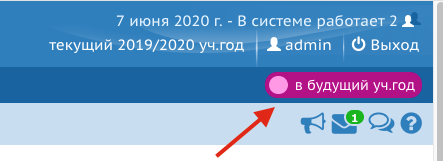 7 июня 2020 г. - В системе работает 2
текущий 2019/2020 уч.год admin Выход
в будущий уч.год
1